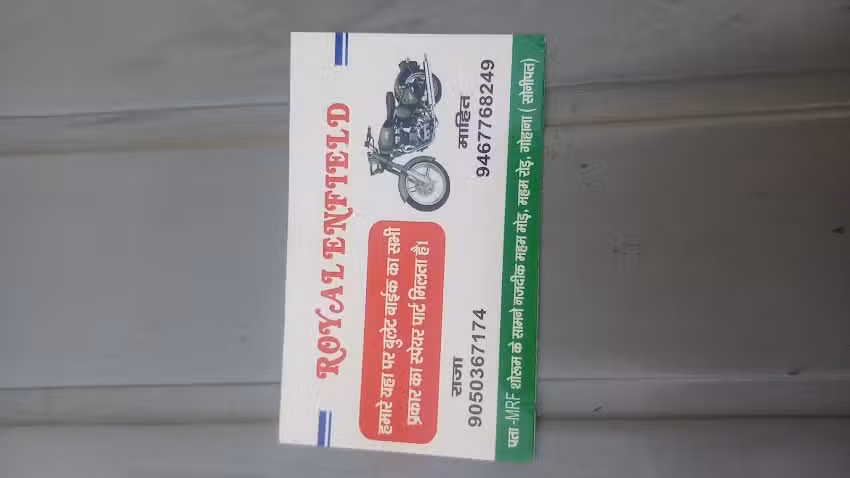 ROYAL ENFIELD
हमारे यहा पर बुलेट बाईक का सभी
प्रकार का स्पेयर पार्ट मिलता है।
राजा
9050367174
माहित
9467768249
पता -MRF शोरूम के सामने नजदीक महम मोड़, महम रोड़, गोहाना ( सोनीपत)